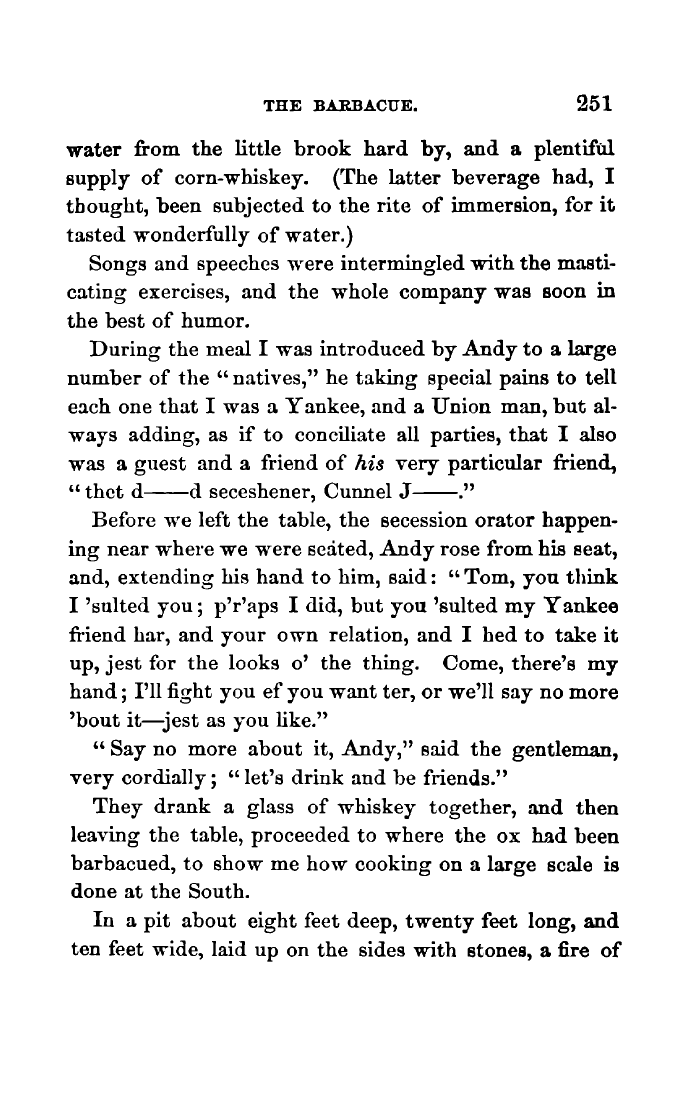 THE BARBACUE. 251
water from the little brook hard by, and a plentiful
supply of corn-whiskey. (The latter beverage had, I
thought, been subjected to the rite of immersion, for it
tasted wonderfully of water.)
Songs and speeches were intermingled with the masti-
cating exercises, and the whole company was soon in
the best of humor.
During the meal I was introduced by Andy to a large
number of the “natives,” he taking special pains to tell
each one that I was a Yankee, and a Union man, but al-
ways adding, as if to conciliate all parties, that I also
was a guest and a friend of his very particular friend,
“thet d——d seceshener, Cunnel J——.”
Before we left the table, the secession orator happen-
ing near where we were seated, Andy rose from his seat,
and, extending his hand to him, said: “Tom, you think
I ’sulted you; p’r’aps I did, but you ’sulted my Yankee
friend har, and your own relation, and I hed to take it
up, jest for the looks o’ the thing. Come, there’s my
hand; I’ll fight you ef you want ter, or we’ll say no more
’bout it—jest as you like.”
“Say no more about it, Andy,” said the gentleman,
very cordially; “let’s drink and be friends.”
They drank a glass of whiskey together, and then
leaving the table, proceeded to where the ox had been
barbacued, to show me how cooking on a large scale is
done at the South.
In a pit about eight feet deep, twenty feet long, and
ten feet wide, laid up on the sides with stones, a fire of